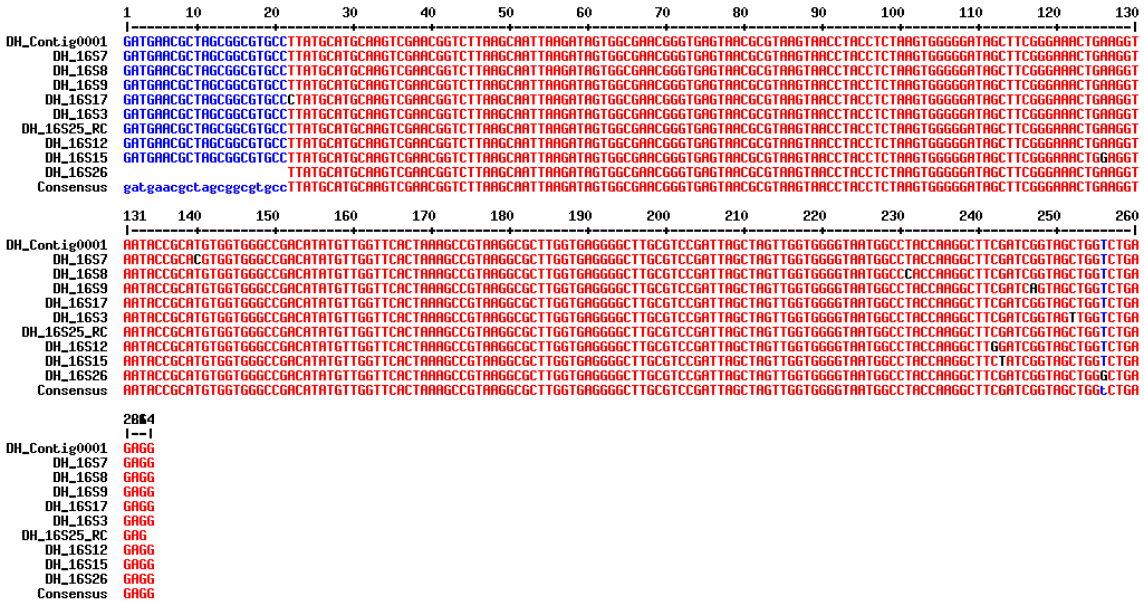 1 10 20 30 40 50 60 70 80 90 100 110 120 130
|--------+---------+---------+---------+---------+---------+---------+---------+---------+---------+---------+---------+---------|
DH_Contig0001 GATGAACGCTAGCGGCGTGCCTTATGCATGCAAGTCGAACGGTCTTAAGCAATTAAGATAGTGGCGAACGGGTGAGTAACGCGTAAGTAACCTACCTCTAAGTGGGGGATAGCTTCGGGAAACTGAAGGT
DH_16S7 GATGAACGCTAGCGGCGTGCCTTATGCATGCAAGTCGAACGGTCTTAAGCAATTAAGATAGTGGCGAACGGGTGAGTAACGCGTAAGTAACCTACCTCTAAGTGGGGGATAGCTTCGGGAAACTGAAGGT
DH_16S8 GATGAACGCTAGCGGCGTGCCTTATGCATGCAAGTCGAACGGTCTTAAGCAATTAAGATAGTGGCGAACGGGTGAGTAACGCGTAAGTAACCTACCTCTAAGTGGGGGATAGCTTCGGGAAACTGAAGGT
DH_16S9 GATGAACGCTAGCGGCGTGCCTTATGCATGCAAGTCGAACGGTCTTAAGCAATTAAGATAGTGGCGAACGGGTGAGTAACGCGTAAGTAACCTACCTCTAAGTGGGGGATAGCTTCGGGAAACTGAAGGT
DH_16S17 GATGAACGCTAGCGGCGTGCCCTATGCATGCAAGTCGAACGGTCTTAAGCAATTAAGATAGTGGCGAACGGGTGAGTAACGCGTAAGTAACCTACCTCTAAGTGGGGGATAGCTTCGGGAAACTGAAGGT
DH_16S3 GATGAACGCTAGCGGCGTGCCTTATGCATGCAAGTCGAACGGTCTTAAGCAATTAAGATAGTGGCGAACGGGTGAGTAACGCGTAAGTAACCTACCTCTAAGTGGGGGATAGCTTCGGGAAACTGAAGGT
DH_16S25_RC GATGAACGCTAGCGGCGTGCCTTATGCATGCAAGTCGAACGGTCTTAAGCAATTAAGATAGTGGCGAACGGGTGAGTAACGCGTAAGTAACCTACCTCTAAGTGGGGGATAGCTTCGGGAAACTGAAGGT
DH_16S12 GATGAACGCTAGCGGCGTGCCTTATGCATGCAAGTCGAACGGTCTTAAGCAATTAAGATAGTGGCGAACGGGTGAGTAACGCGTAAGTAACCTACCTCTAAGTGGGGGATAGCTTCGGGAAACTGAAGGT
DH_16S15 GATGAACGCTAGCGGCGTGCCTTATGCATGCAAGTCGAACGGTCTTAAGCAATTAAGATAGTGGCGAACGGGTGAGTAACGCGTAAGTAACCTACCTCTAAGTGGGGGATAGCTTCGGGAAACTGGAGGT
DH_16S26 TTATGCATGCAAGTCGAACGGTCTTAAGCAATTAAGATAGTGGCGAACGGGTGAGTAACGCGTAAGTAACCTACCTCTAAGTGGGGGATAGCTTCGGGAAACTGAAGGT
Consensus gatgaacgctagcggcgtgccTTATGCATGCAAGTCGAACGGTCTTAAGCAATTAAGATAGTGGCGAACGGGTGAGTAACGCGTAAGTAACCTACCTCTAAGTGGGGGATAGCTTCGGGAAACTGAAGGT
131 140 150 160 170 180 190 200 210 220 230 240 250 260
|--------+---------+---------+---------+---------+---------+---------+---------+---------+---------+---------+---------+---------|
DH_Contig0001 AATACCGCATGTGGTGGGCCGACATATGTTGGTTCACTAAAGCCGTAAGGCGCTTGGTGAGGGGCTTGCGTCCGATTAGCTAGTTGGTGGGGTAATGGCCTACCAAGGCTTCGATCGGTAGCTGGTCTGA
DH_16S7 AATACCGCACGTGGTGGGCCGACATATGTTGGTTCACTAAAGCCGTAAGGCGCTTGGTGAGGGGCTTGCGTCCGATTAGCTAGTTGGTGGGGTAATGGCCTACCAAGGCTTCGATCGGTAGCTGGTCTGA
DH_16S8 AATACCGCATGTGGTGGGCCGACATATGTTGGTTCACTAAAGCCGTAAGGCGCTTGGTGAGGGGCTTGCGTCCGATTAGCTAGTTGGTGGGGTAATGGCCCACCAAGGCTTCGATCGGTAGCTGGTCTGA
DH_16S9 AATACCGCATGTGGTGGGCCGACATATGTTGGTTCACTAAAGCCGTAAGGCGCTTGGTGAGGGGCTTGCGTCCGATTAGCTAGTTGGTGGGGTAATGGCCTACCAAGGCTTCGATCAGTAGCTGGTCTGA
DH_16S17 AATACCGCATGTGGTGGGCCGACATATGTTGGTTCACTAAAGCCGTAAGGCGCTTGGTGAGGGGCTTGCGTCCGATTAGCTAGTTGGTGGGGTAATGGCCTACCAAGGCTTCGATCGGTAGCTGGTCTGA
DH_16S3 AATACCGCATGTGGTGGGCCGACATATGTTGGTTCACTAAAGCCGTAAGGCGCTTGGTGAGGGGCTTGCGTCCGATTAGCTAGTTGGTGGGGTAATGGCCTACCAAGGCTTCGATCGGTAGTTGGTCTGA
DH_16S25_RC AATACCGCATGTGGTGGGCCGACATATGTTGGTTCACTAAAGCCGTAAGGCGCTTGGTGAGGGGCTTGCGTCCGATTAGCTAGTTGGTGGGGTAATGGCCTACCAAGGCTTCGATCGGTAGCTGGTCTGA
DH_16S12 AATACCGCATGTGGTGGGCCGACATATGTTGGTTCACTAAAGCCGTAAGGCGCTTGGTGAGGGGCTTGCGTCCGATTAGCTAGTTGGTGGGGTAATGGCCTACCAAGGCTTGGATCGGTAGCTGGTCTGA
DH_16S15 AATACCGCATGTGGTGGGCCGACATATGTTGGTTCACTAAAGCCGTAAGGCGCTTGGTGAGGGGCTTGCGTCCGATTAGCTAGTTGGTGGGGTAATGGCCTACCAAGGCTTCTATCGGTAGCTGGTCTGA
DH_16S26 AATACCGCATGTGGTGGGCCGACATATGTTGGTTCACTAAAGCCGTAAGGCGCTTGGTGAGGGGCTTGCGTCCGATTAGCTAGTTGGTGGGGTAATGGCCTACCAAGGCTTCGATCGGTAGCTGGGCTGA
Consensus AATACCGCATGTGGTGGGCCGACATATGTTGGTTCACTAAAGCCGTAAGGCGCTTGGTGAGGGGCTTGCGTCCGATTAGCTAGTTGGTGGGGTAATGGCCTACCAAGGCTTCGATCGGTAGCTGGtCTGA
|--|
DH_Contig0001 GAGG
DH_16S7 GAGG
DH_16S8 GAGG
DH_16S9 GAGG
DH_16S17 GAGG
DH_16S3 GAGG
DH_16S25_RC GAG
DH_16S12 GAGG
DH_16S15 GAGG
DH_16S26 GAGG
Consensus GAGG